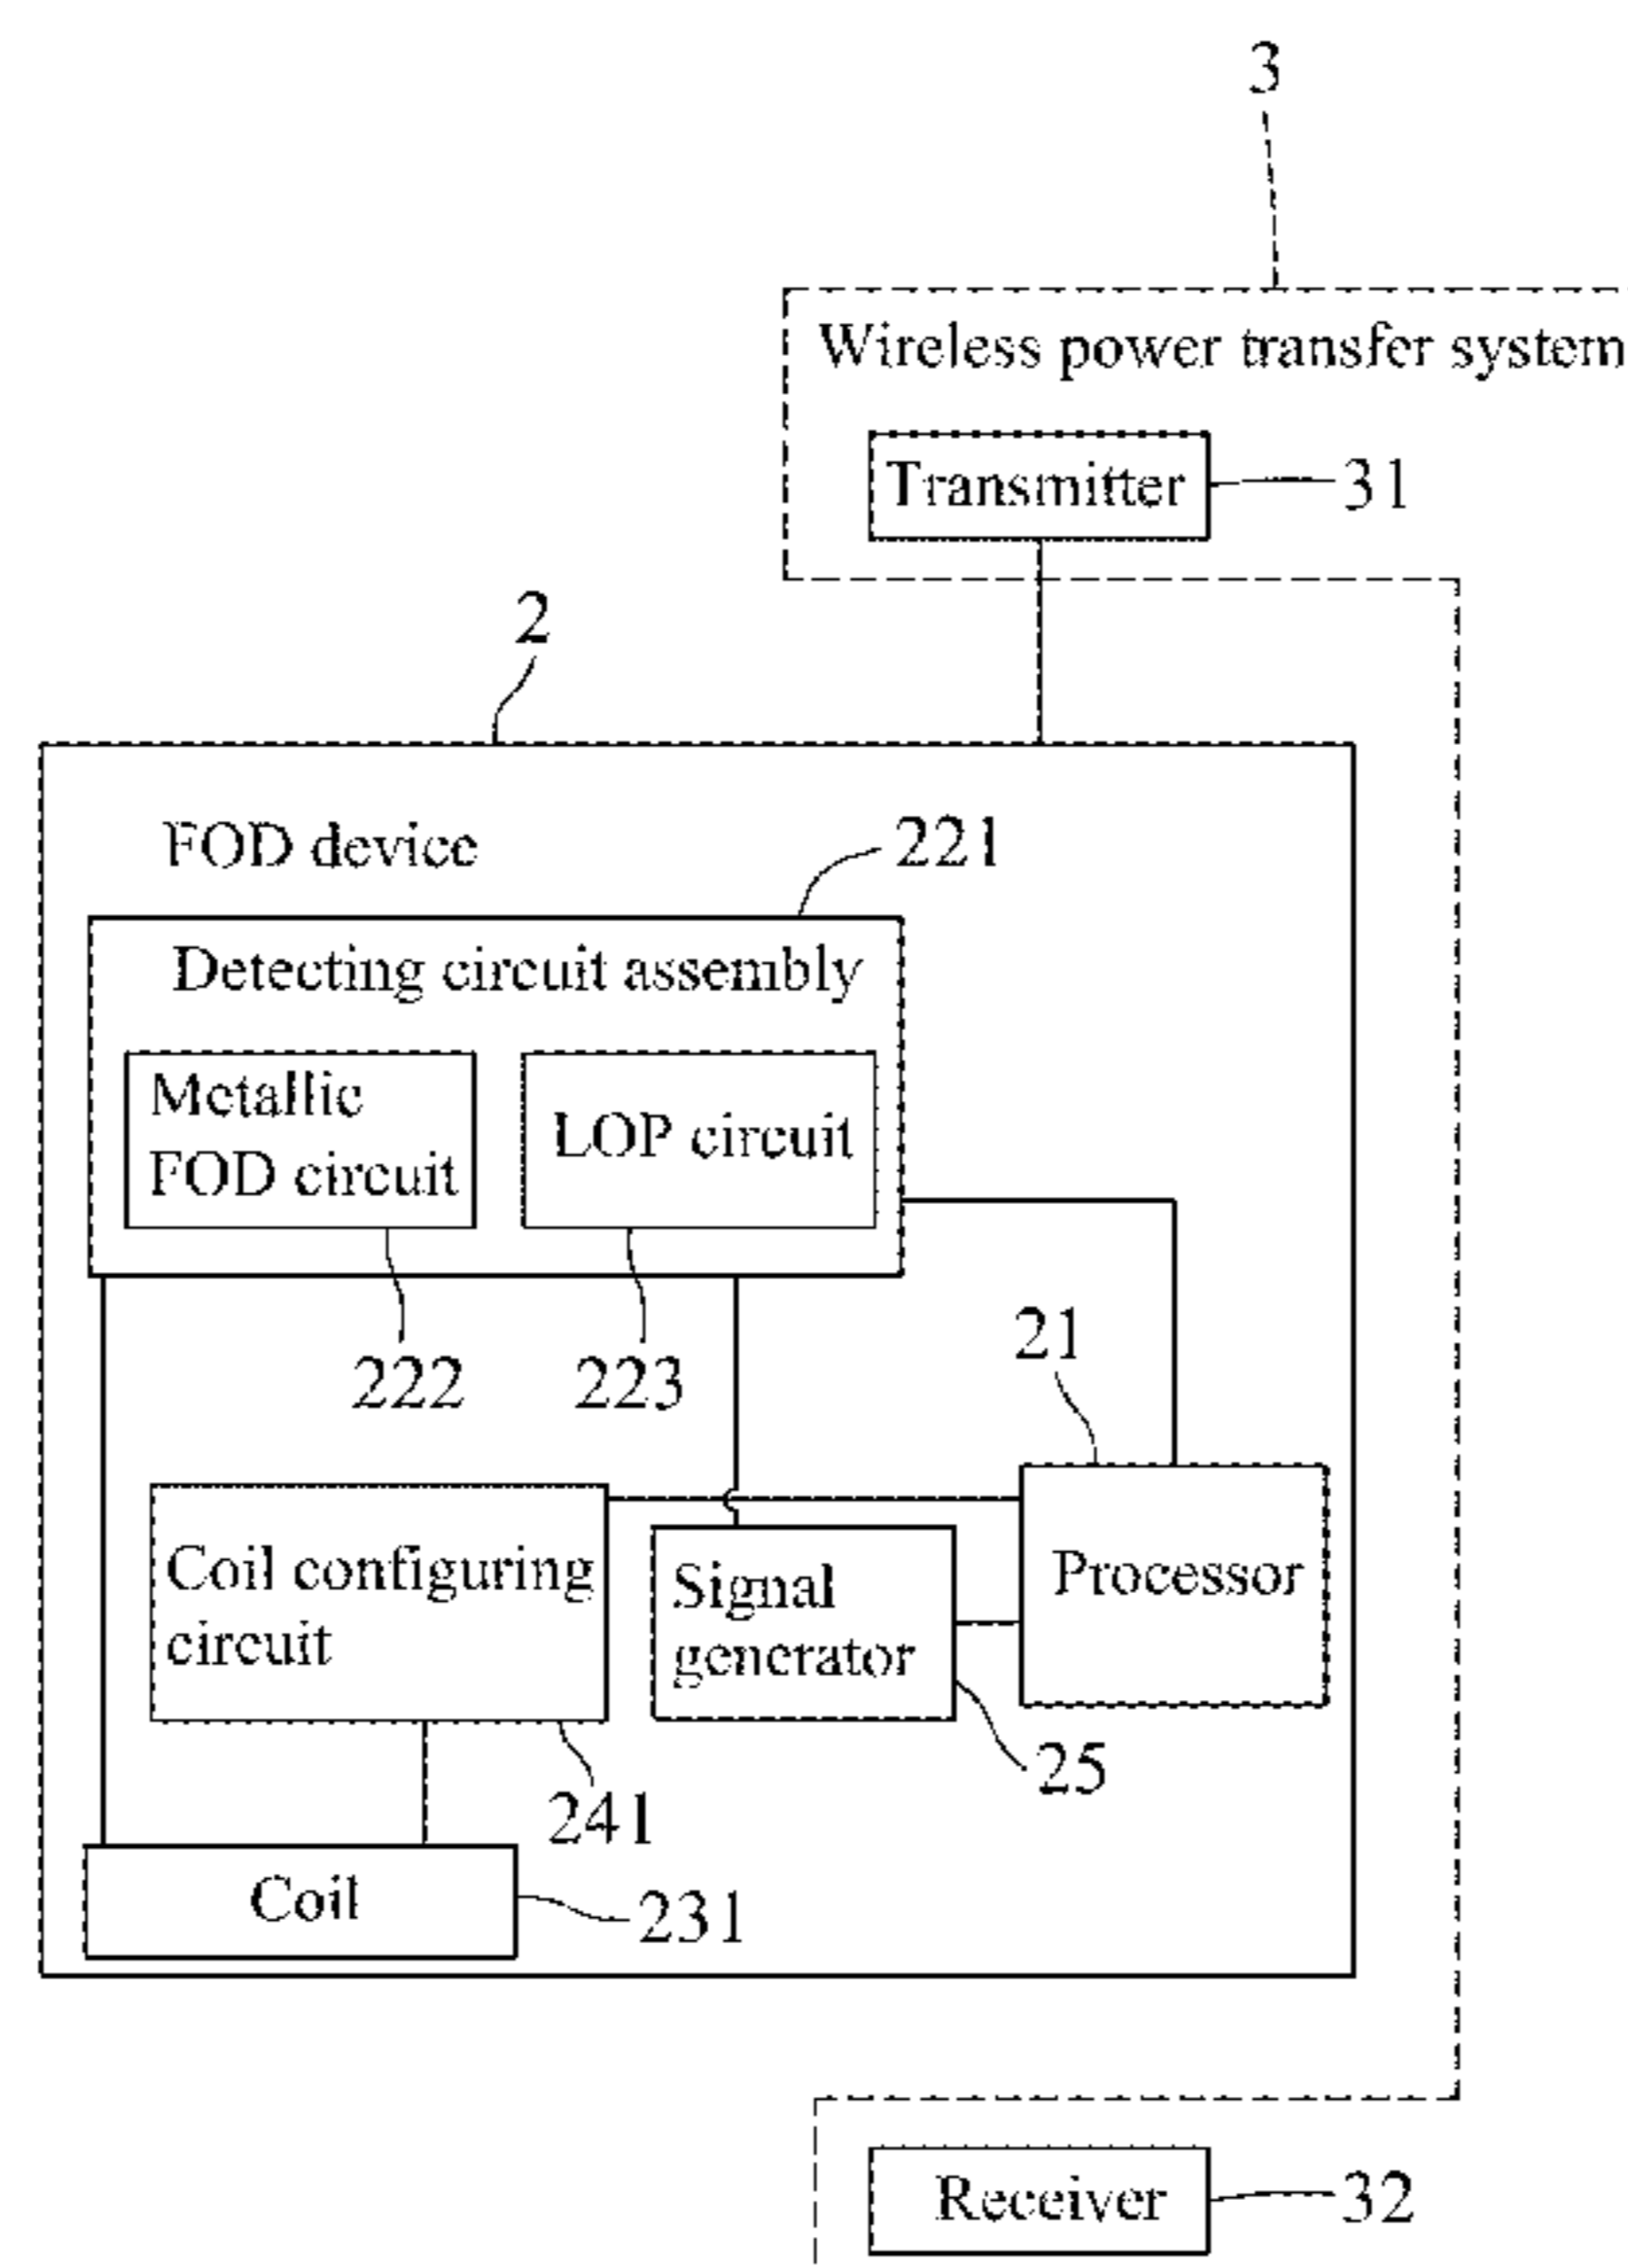 3
Wireless power transfer system
Transmitter
31
2
FOD device
221
Detecting circuit assembly
Metallic
FOD circuit
LOP circuit
222
223
21
Coil configuring
circuit
Signal
generator
Processor
25
241
Coil
231
Receiver
32